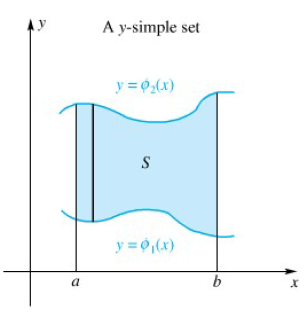 y
A y-simple set
y = ϕ₂(x)
S
y = ϕ₁(x)
a
b
x